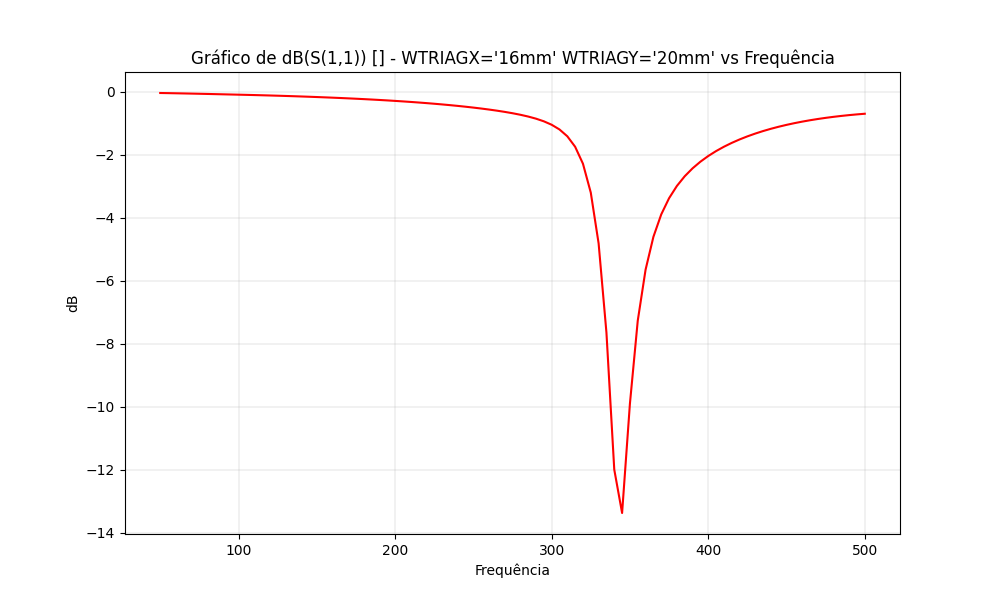 Gráfico de dB(S(1,1)) [] - WTRIAGX='16mm' WTRIAGY='20mm' vs Frequência
0
−2
−4
−6
−8
−10
−12
−14
dB
100 200 300 400 500
Frequência